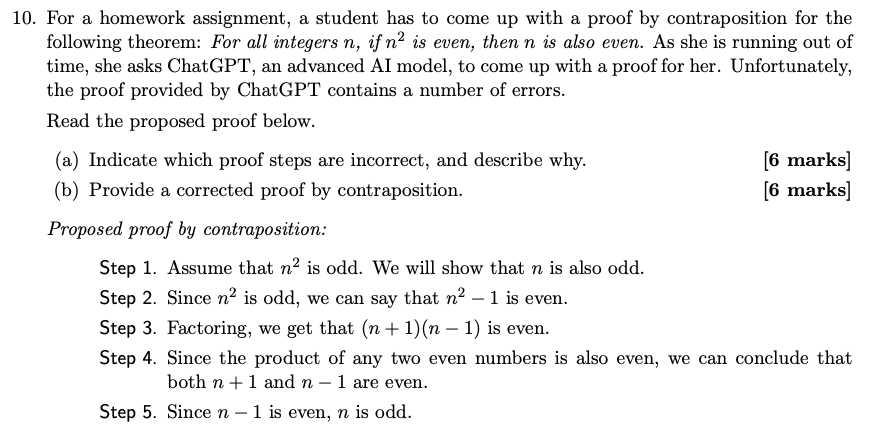 10. For a homework assignment, a student has to come up with a proof by contraposition for the
following theorem: For all integers n, if n² is even, then n is also even. As she is running out of
time, she asks ChatGPT, an advanced AI model, to come up with a proof for her. Unfortunately,
the proof provided by ChatGPT contains a number of errors.
Read the proposed proof below.
(a) Indicate which proof steps are incorrect, and describe why. [6 marks]
(b) Provide a corrected proof by contraposition. [6 marks]
Proposed proof by contraposition:
Step 1. Assume that n² is odd. We will show that n is also odd.
Step 2. Since n² is odd, we can say that n² − 1 is even.
Step 3. Factoring, we get that (n + 1)(n − 1) is even.
Step 4. Since the product of any two even numbers is also even, we can conclude that
both n + 1 and n − 1 are even.
Step 5. Since n − 1 is even, n is odd.